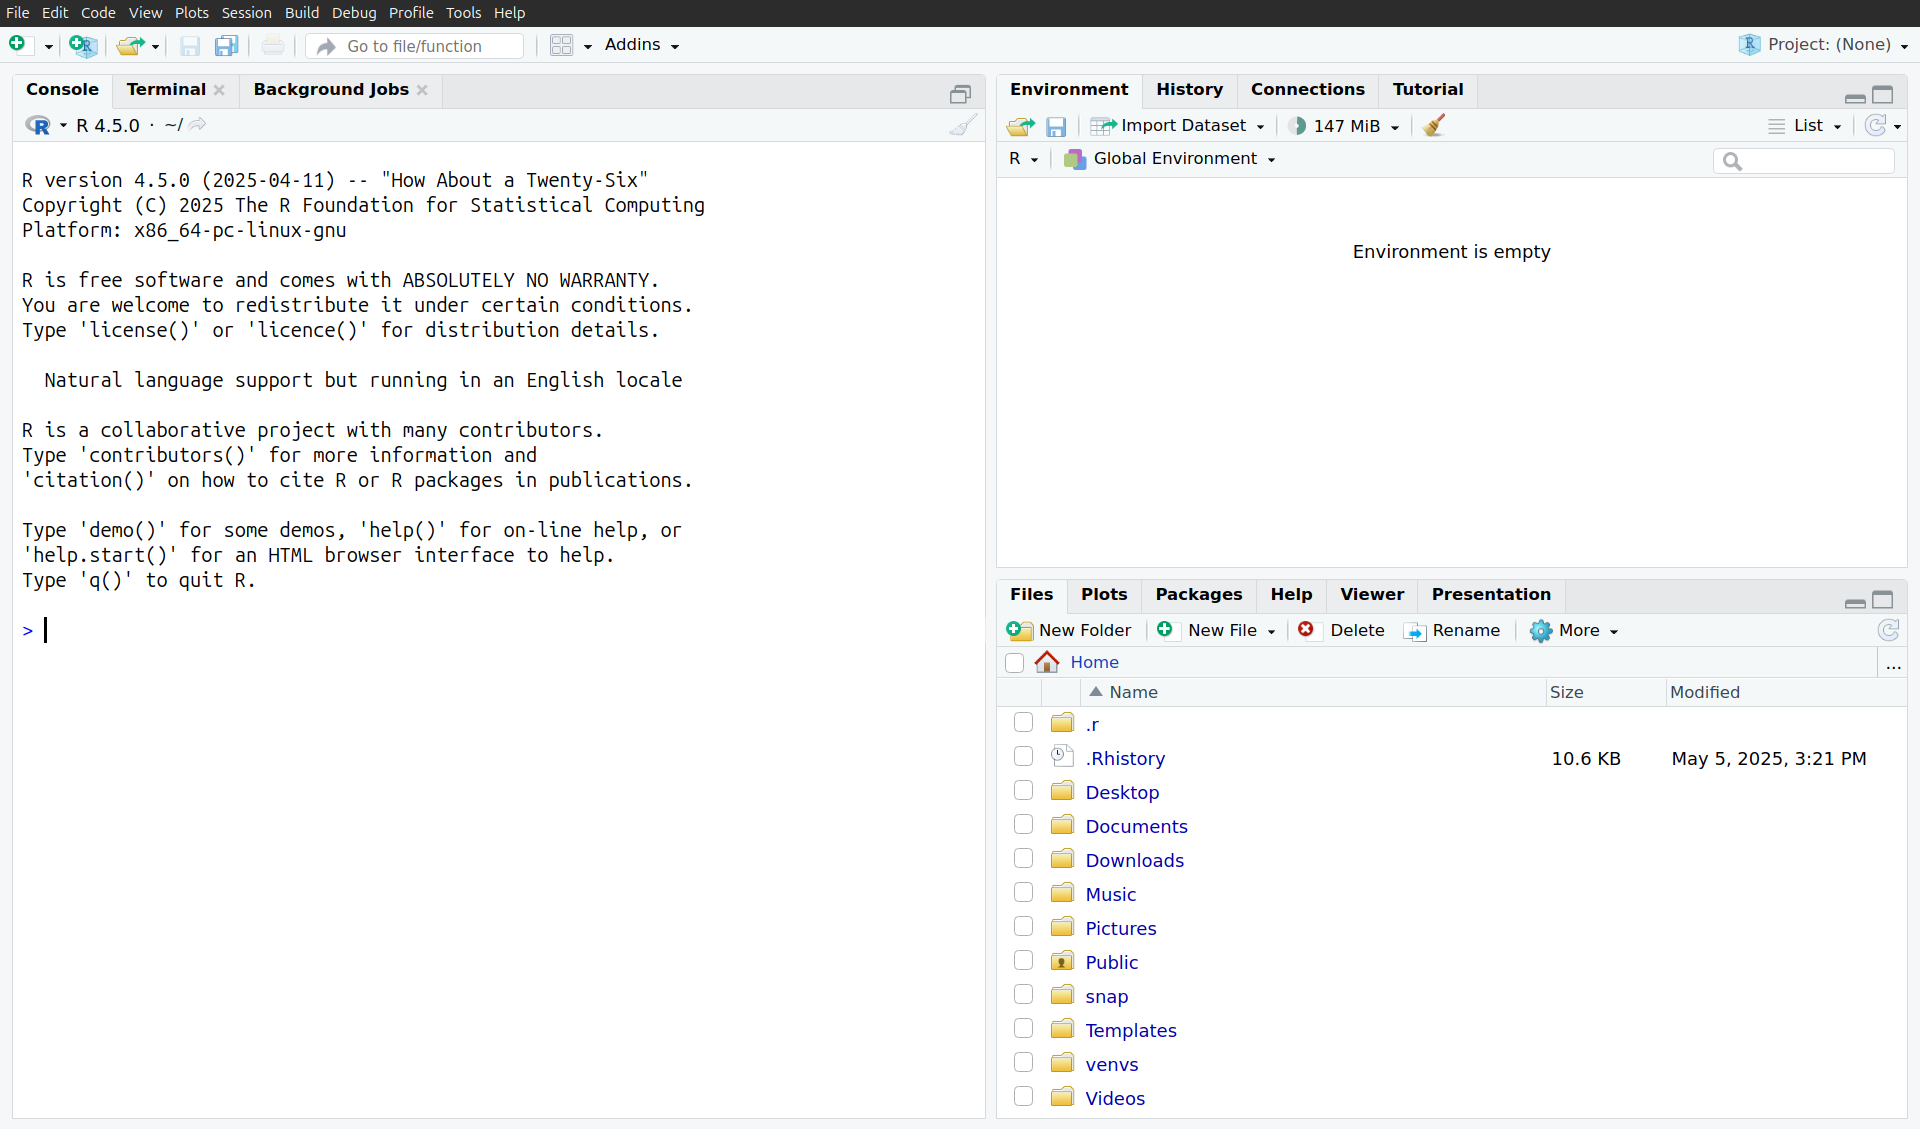 File Edit Code View Plots Session Build Debug Profile Tools Help
Go to file/function Addins Project: (None)
Console Terminal Background Jobs
R 4.5.0 · ~/
R version 4.5.0 (2025-04-11) -- "How About a Twenty-Six"
Copyright (C) 2025 The R Foundation for Statistical Computing
Platform: x86_64-pc-linux-gnu
R is free software and comes with ABSOLUTELY NO WARRANTY.
You are welcome to redistribute it under certain conditions.
Type 'license()' or 'licence()' for distribution details.
Natural language support but running in an English locale
R is a collaborative project with many contributors.
Type 'contributors()' for more information and
'citation()' on how to cite R or R packages in publications.
Type 'demo()' for some demos, 'help()' for on-line help, or
'help.start()' for an HTML browser interface to help.
Type 'q()' to quit R.
>
Environment History Connections Tutorial
Import Dataset 147 MiB List
R Global Environment
Environment is empty
Files Plots Packages Help Viewer Presentation
New Folder New File Delete Rename More
Home ...
Name Size Modified
.r
.Rhistory 10.6 KB May 5, 2025, 3:21 PM
Desktop
Documents
Downloads
Music
Pictures
Public
snap
Templates
venvs
Videos